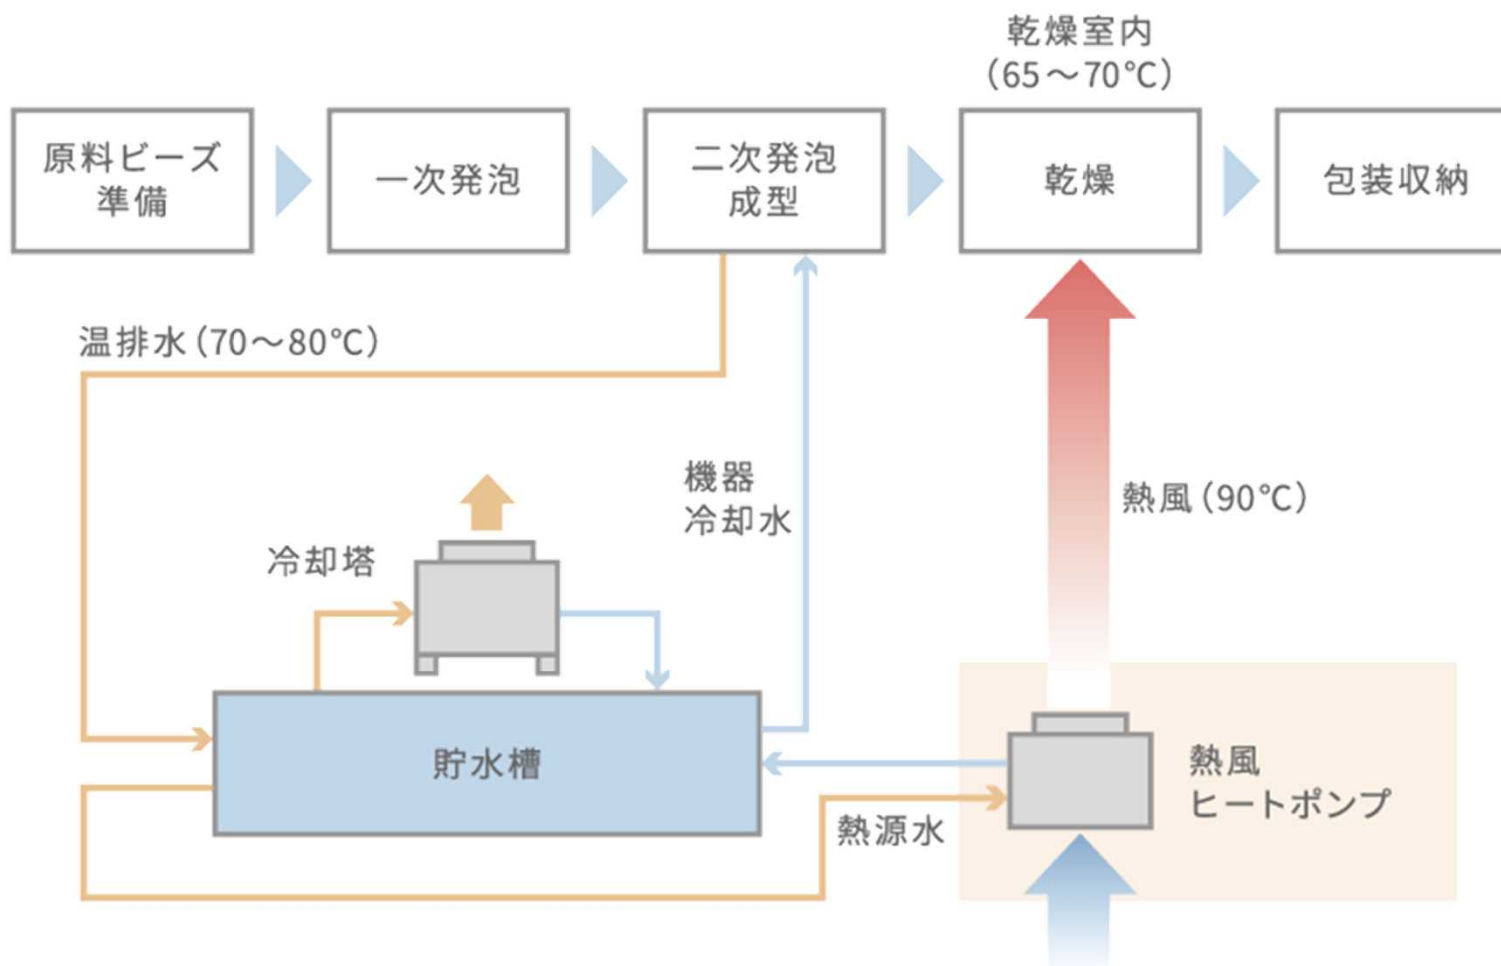 乾燥室内
(65～70℃)
原料ビーズ
準備
一次発泡
二次発泡
成型
乾燥
包装収納
温排水(70～80℃)
機器
冷却水
熱風(90℃)
冷却塔
貯水槽
熱風
ヒートポンプ
熱源水